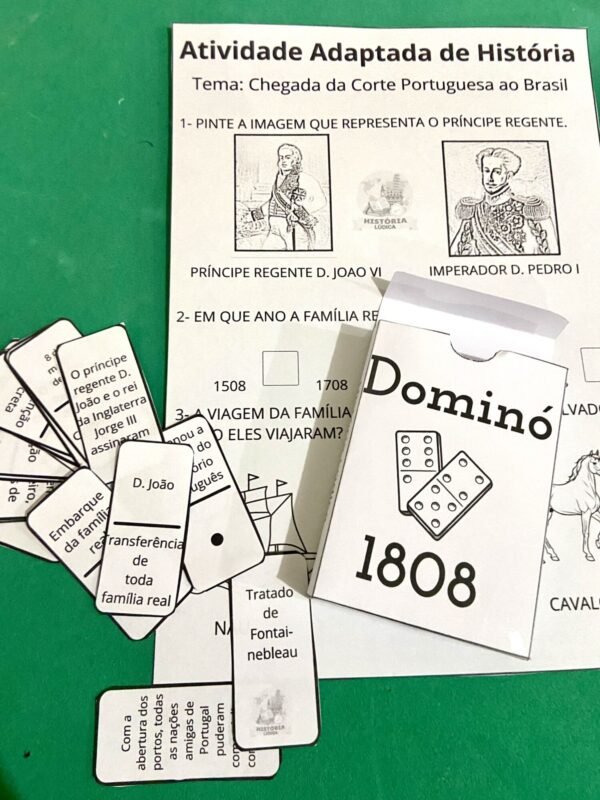 Atividade Adaptada de História
Tema: Chegada da Corte Portuguesa ao Brasil
1- PINTE A IMAGEM QUE REPRESENTA O PRÍNCIPE REGENTE.
HISTÓRIA
LÚDICA
PRÍNCIPE REGENTE D. JOAO VI
IMPERADOR D. PEDRO I
2- EM QUE ANO A FAMÍLIA RE
1508
1708
3- A VIAGEM DA FAMÍLIA
ELES VIAJARAM?
CAVAL
Dominó
1808
O príncipe
regente D.
João e o rei
da Inglaterra
Jorge III
assinaram
Embarque
da família
D. João
Transferência
de
toda
família real
Tratado
de
Fontai-
nebleau
HISTÓRIA
LÚDICA
Com a
abertura dos
portos, todas
as nações
amigas de
Portugal
puderam